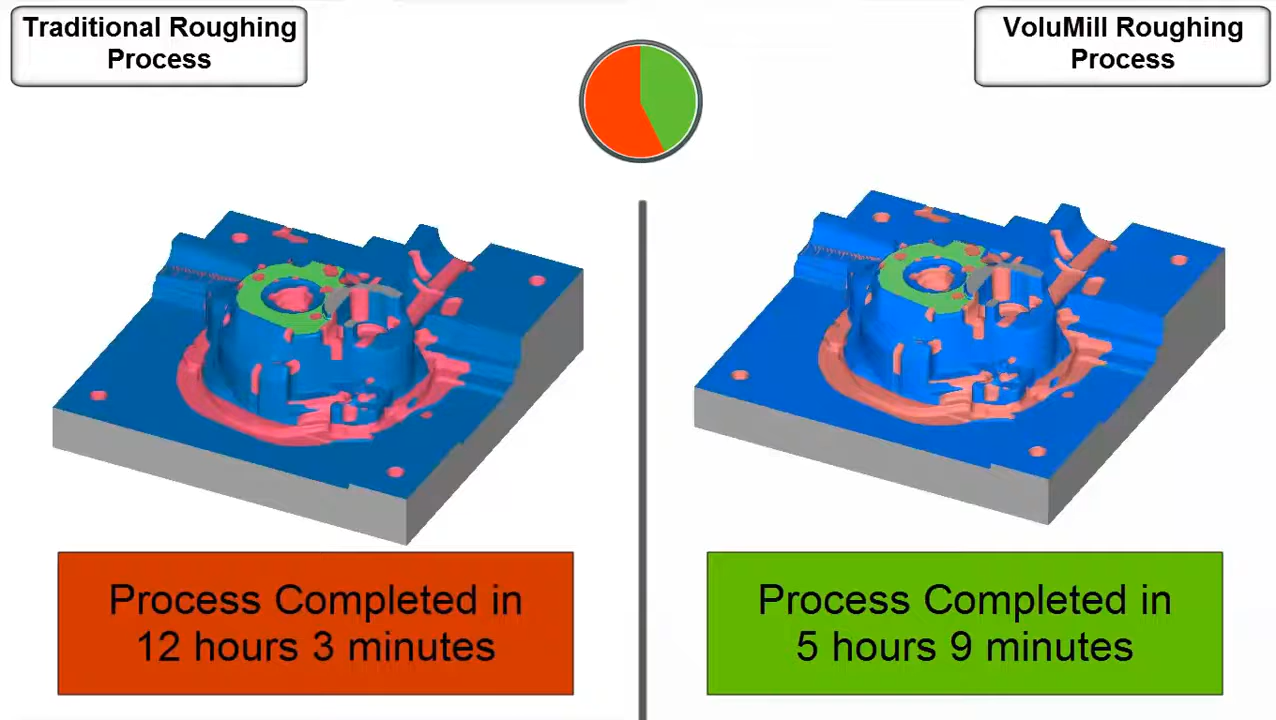 Traditional Roughing
Process
VoluMill Roughing
Process
Process Completed in
12 hours 3 minutes
Process Completed in
5 hours 9 minutes